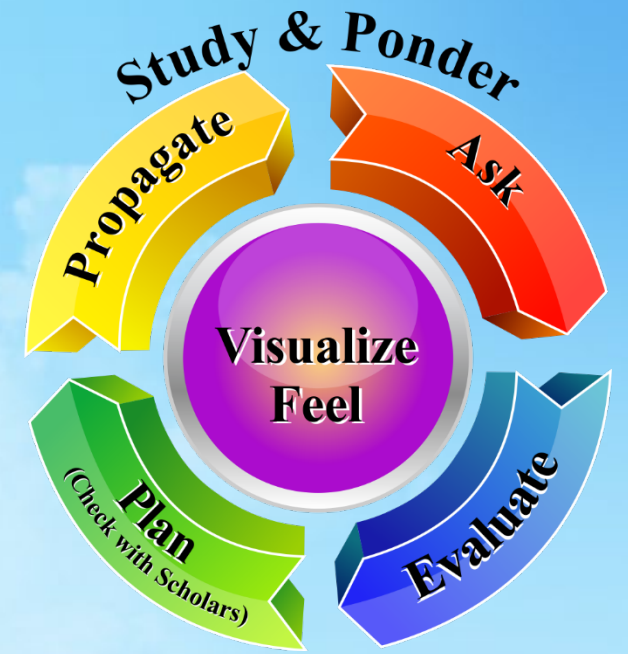 Study & Ponder
Propagate
Ask
Visualize
Feel
Plan
(Check with Scholars)
Evaluate